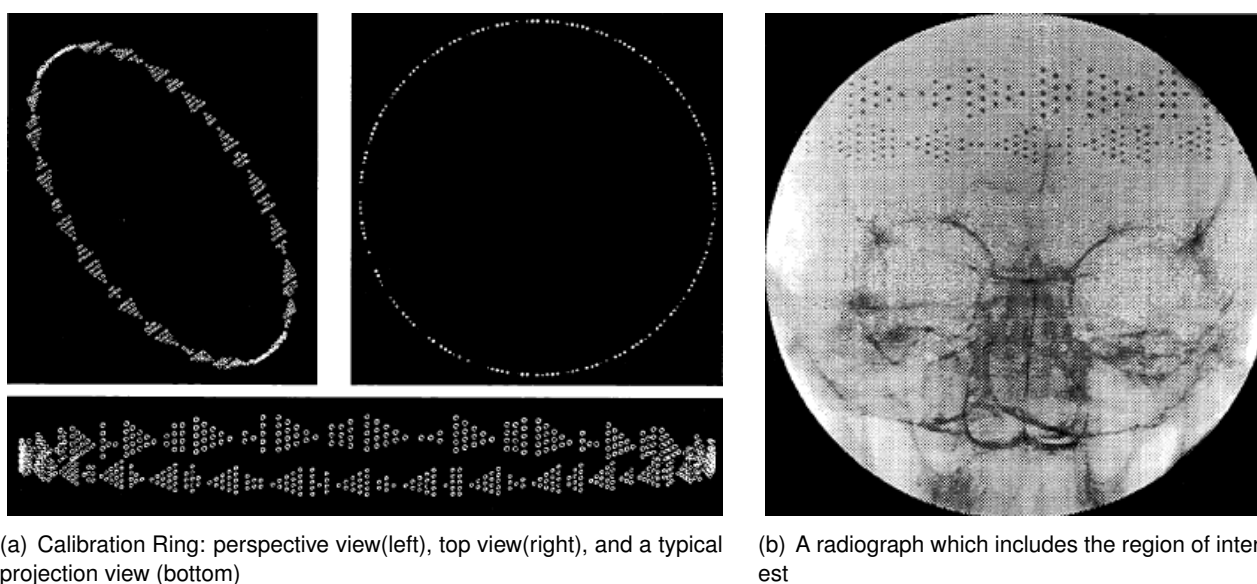 (a) Calibration Ring: perspective view(left), top view(right), and a typical
projection view (bottom)
(b) A radiograph which includes the region of inter
est